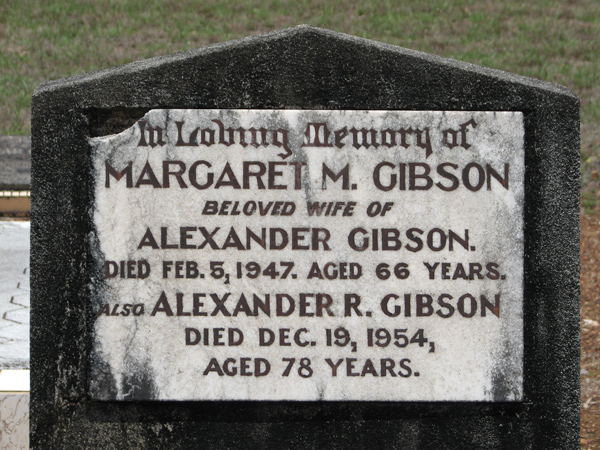 In Loving Memory of
MARGARET M. GIBSON
BELOVED WIFE OF
ALEXANDER GIBSON.
DIED FEB. 5, 1947. AGED 66 YEARS.
ALSO ALEXANDER R. GIBSON
DIED DEC. 19, 1954,
AGED 78 YEARS.